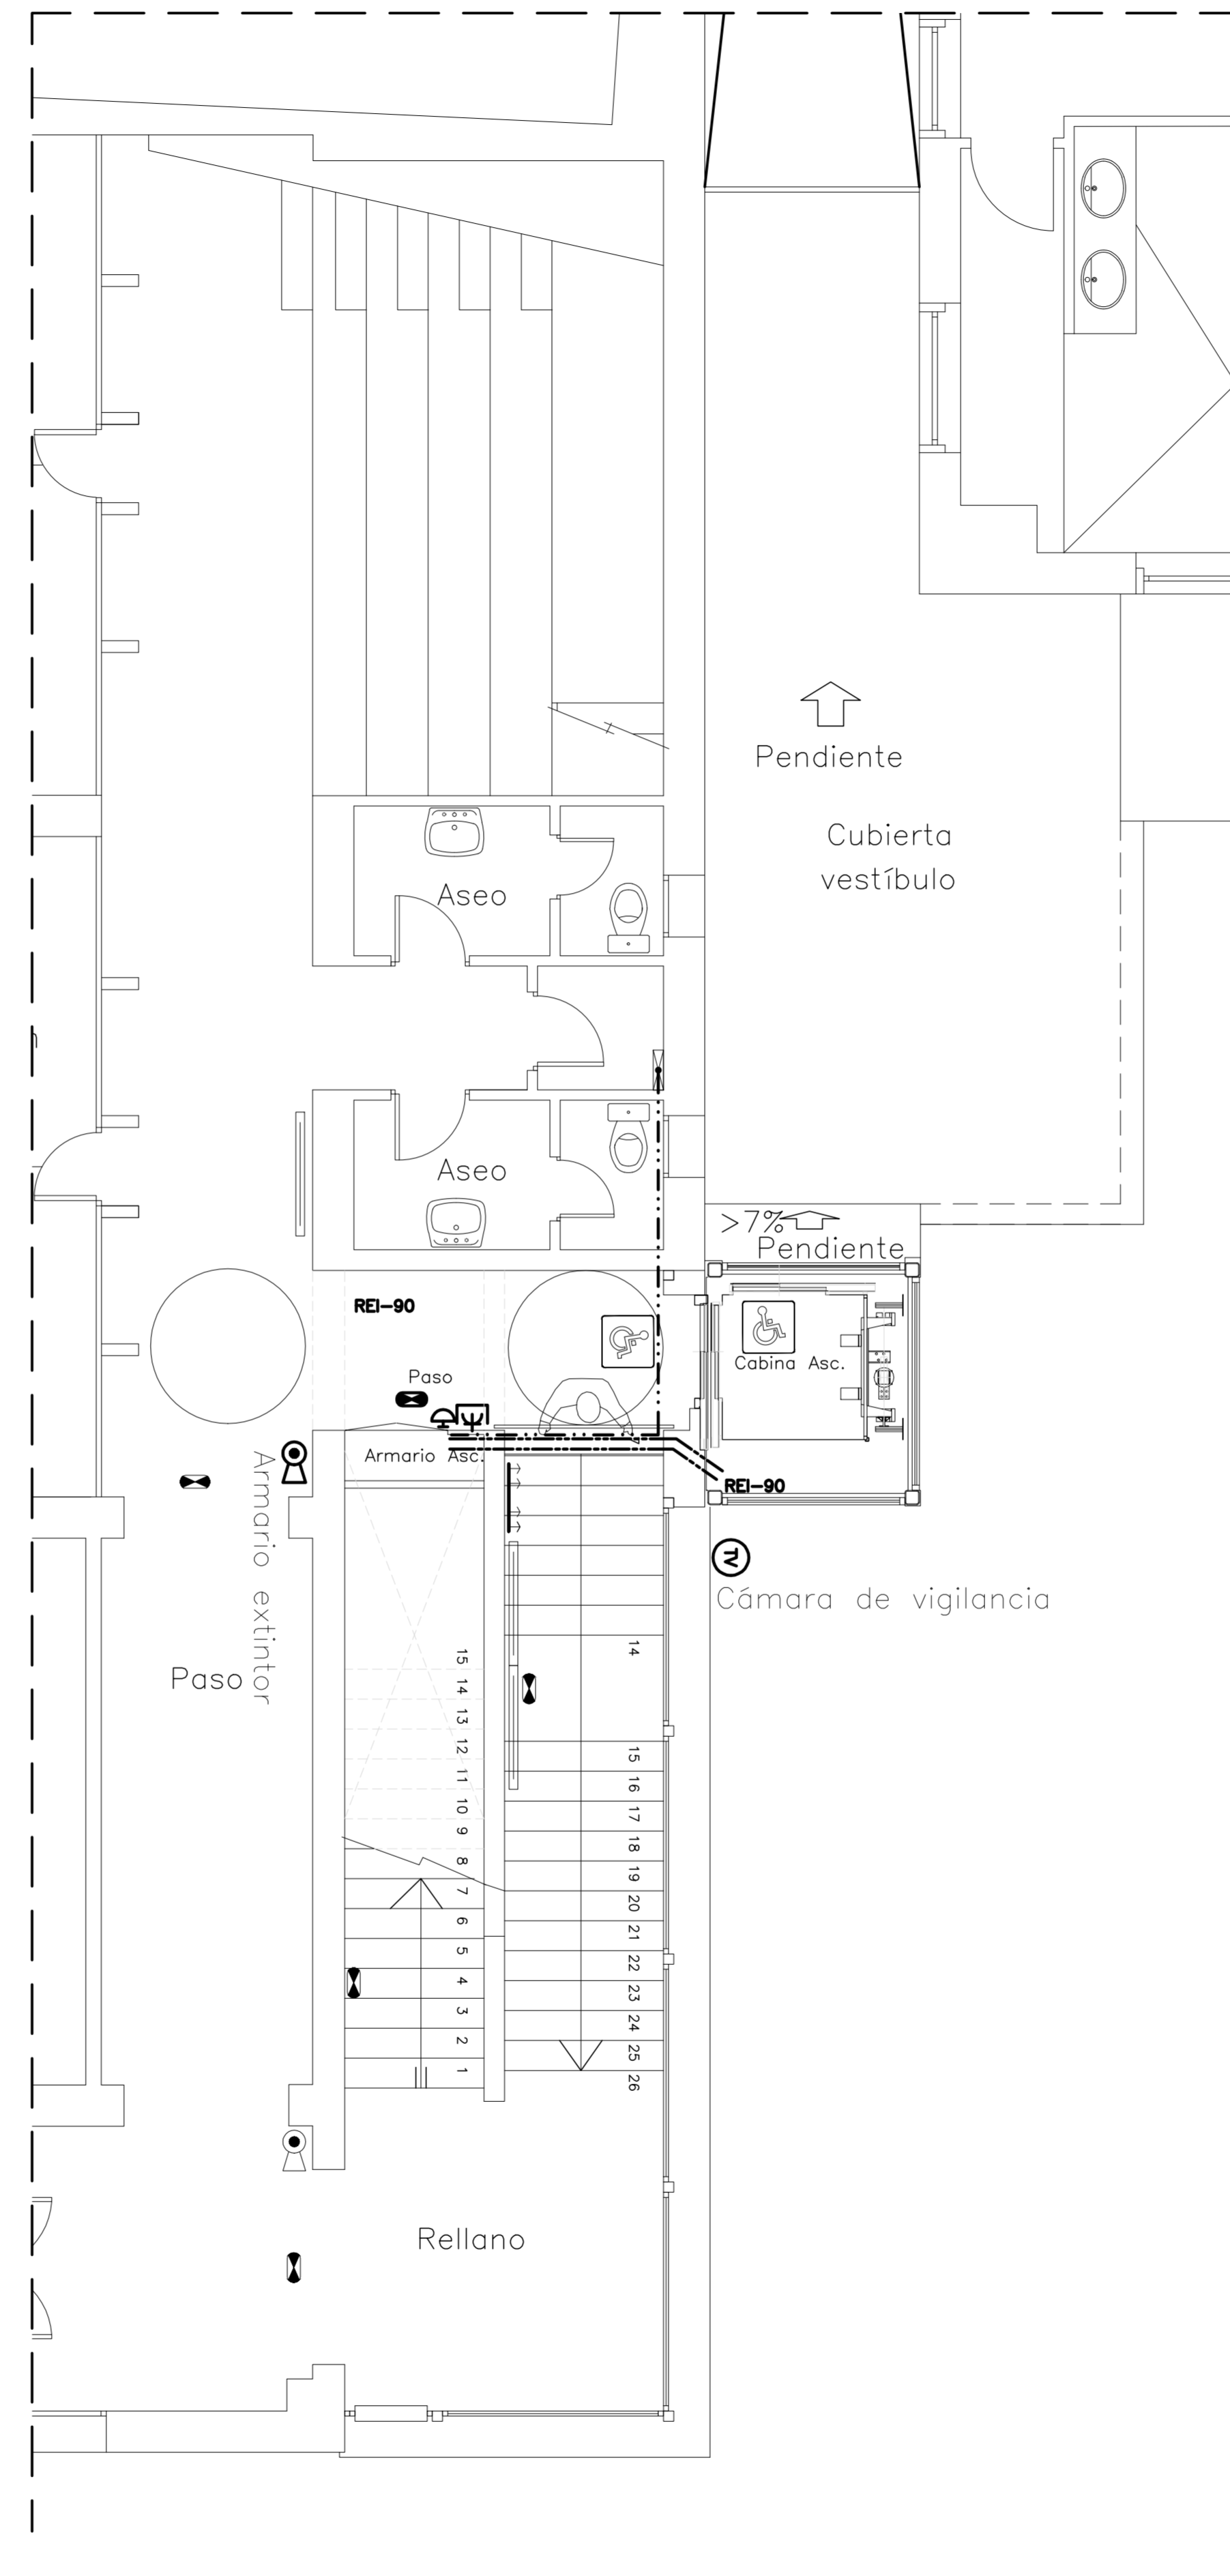 Pendiente
Cubierta
vestíbulo
Aseo
Aseo
>7%
Pendiente
REI-90
Cabina Asc.
Paso
Armario Asc.
REI-90
Armario extintor
TV
Cámara de vigilancia
Paso
15
14
13
12
11
10
9
8
7
6
5
4
3
2
1
14
15
16
17
18
19
20
21
22
23
24
25
26
Rellano